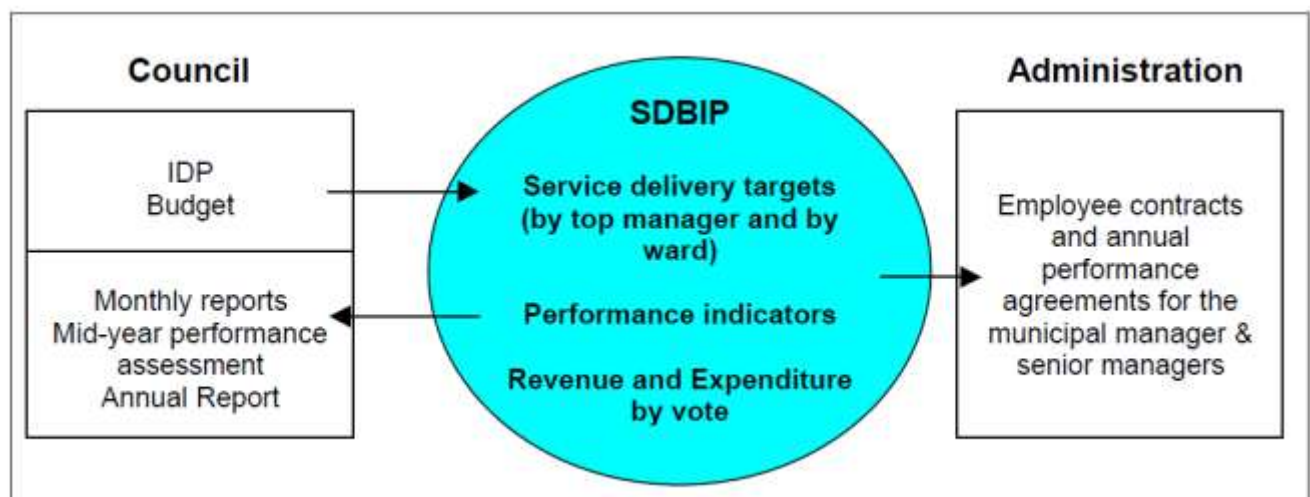 Council
IDP
Budget
Monthly reports
Mid-year performance
assessment
Annual Report
SDBIP
Service delivery targets
(by top manager and by
ward)
Performance indicators
Revenue and Expenditure
by vote
Administration
Employee contracts
and annual
performance
agreements for the
municipal manager &
senior managers